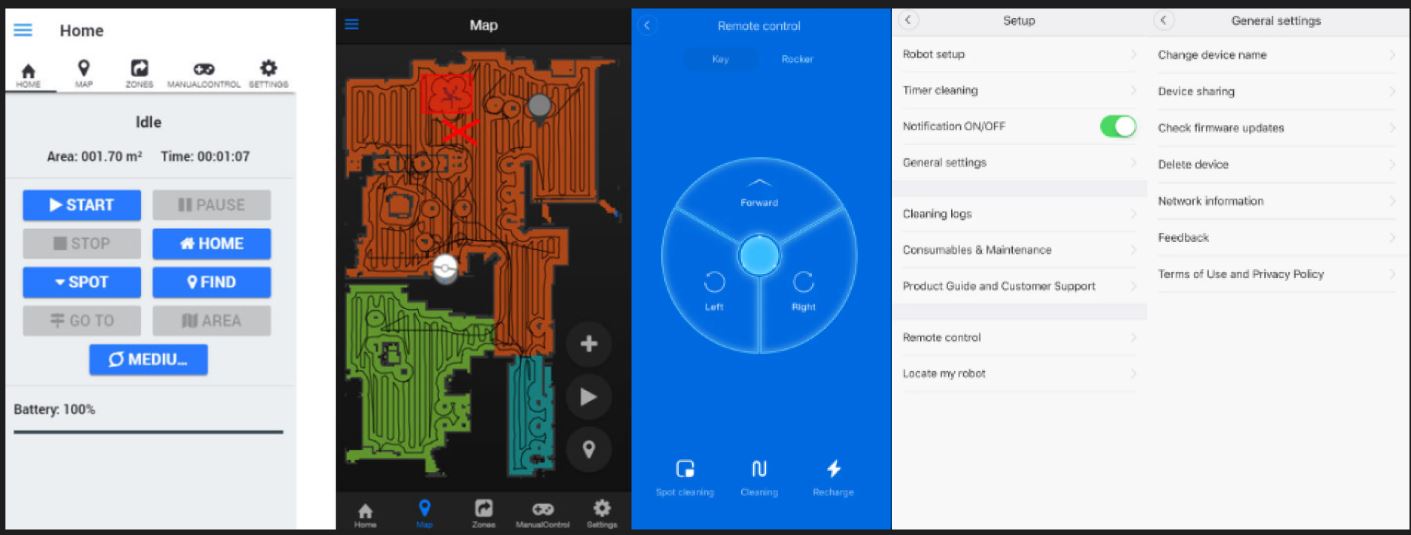 Home
HOME
MAP
ZONES
MANUALCONTROL
SETTINGS
Idle
Area: 001.70 m² Time: 00:01:07
START
PAUSE
STOP
HOME
SPOT
FIND
GO TO
AREA
MEDIU...
Battery: 100%
Map
Home
Map
Zones
ManualControl
Settings
Remote control
Key
Rocker
Forward
Left
Right
Spot cleaning
Cleaning
Recharge
Setup
Robot setup
Timer cleaning
Notification ON/OFF
General settings
Cleaning logs
Consumables & Maintenance
Product Guide and Customer Support
Remote control
Locate my robot
General settings
Change device name
Device sharing
Check firmware updates
Delete device
Network information
Feedback
Terms of Use and Privacy Policy